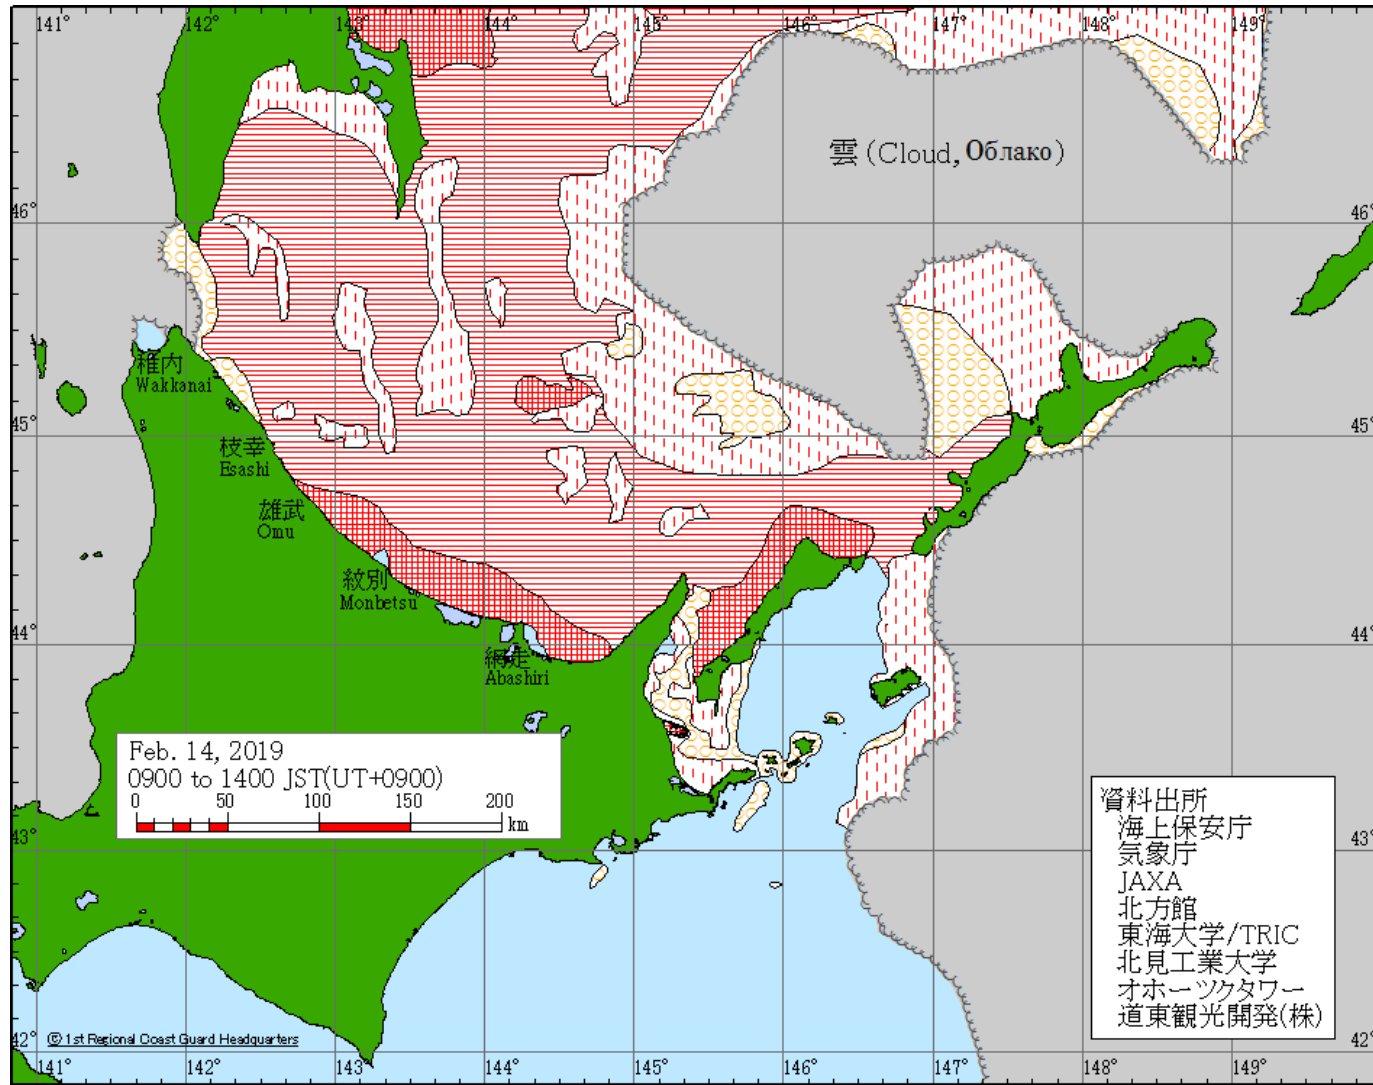 141° 142° 143° 144° 145° 146° 147° 148° 149°
雲 (Cloud, Облако)
46° 46°
稚内
Wakkanai
45° 45°
枝幸
Esashi
雄武
Omu
紋別
Monbetsu
44° 44°
網走
Abashiri
Feb. 14, 2019
0900 to 1400 JST(UT+0900)
0 50 100 150 200
km
資料出所
海上保安庁
気象庁
JAXA
北方館
東海大学/TRIC
北見工業大学
オホーツクタワー
道東観光開発(株)
43° 43°
42° 42°
© 1st Regional Coast Guard Headquarters
141° 142° 143° 144° 145° 146° 147° 148° 149°